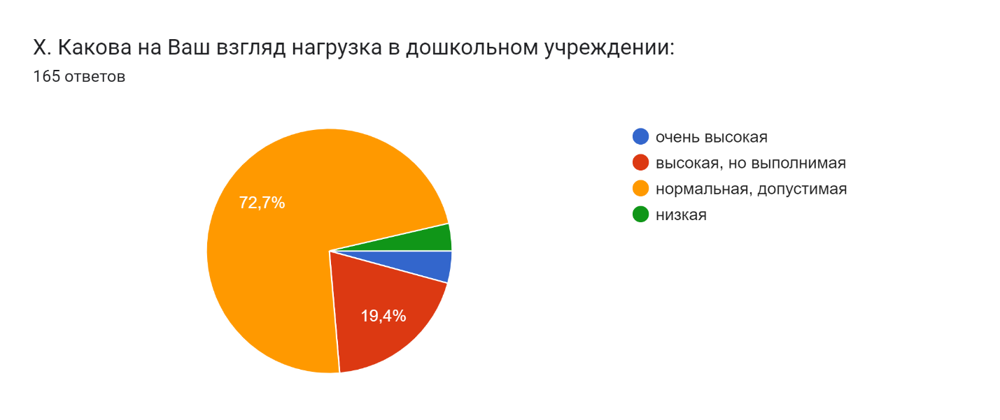 X. Какова на Ваш взгляд нагрузка в дошкольном учреждении:
165 ответов
очень высокая
высокая, но выполнимая
нормальная, допустимая
низкая
72,7%
19,4%